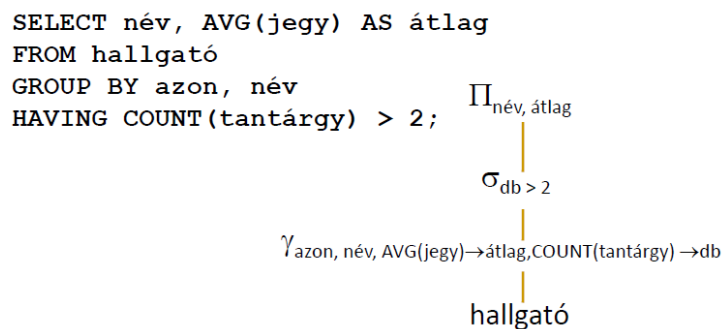 SELECT név, AVG(jegy) AS átlag
FROM hallgató
GROUP BY azon, név
HAVING COUNT(tantárgy) > 2;
Π név, átlag
σ db > 2
γ azon, név, AVG(jegy)→átlag,COUNT(tantárgy) →db
hallgató